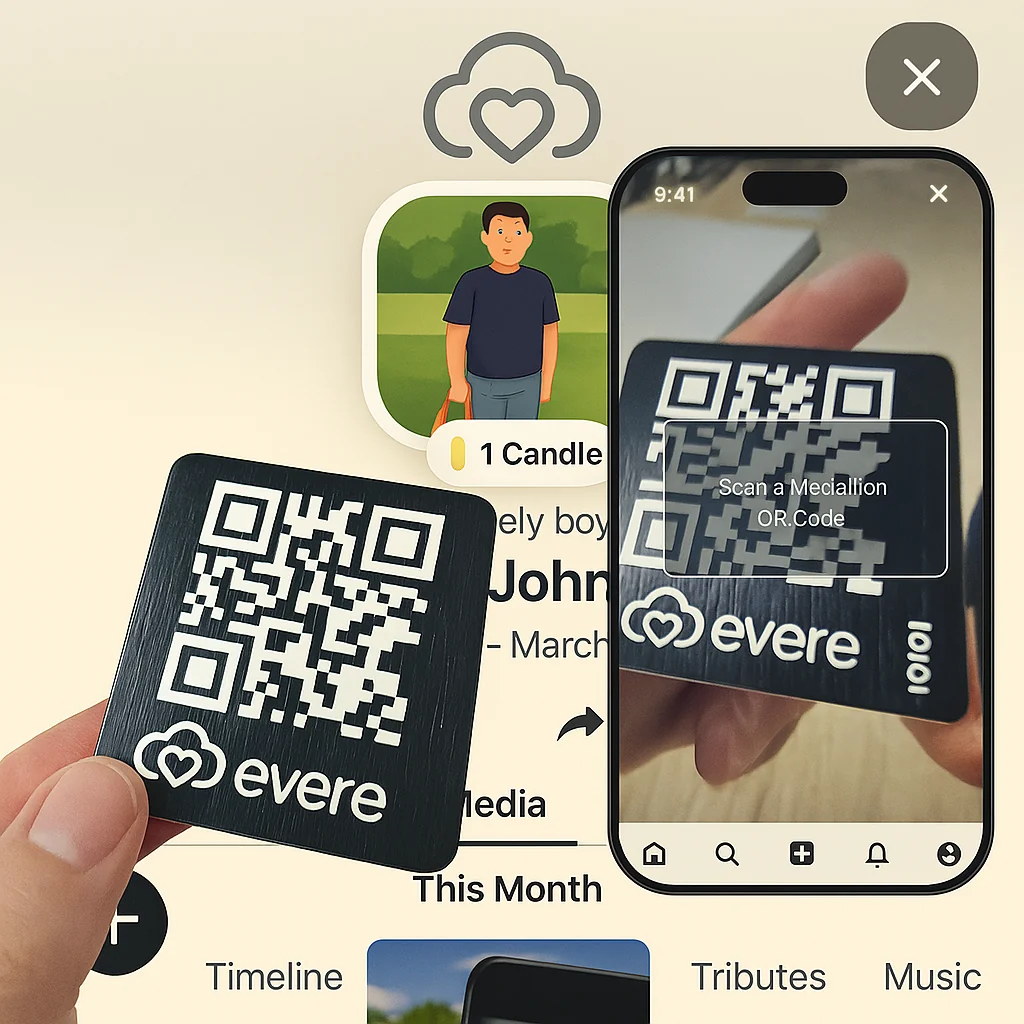 9:41
1 Candle
ely boy
John
- March
Scan a Meciallion
OR.Code
evere
evere
IOIOI
Media
This Month
Timeline
Tributes
Music